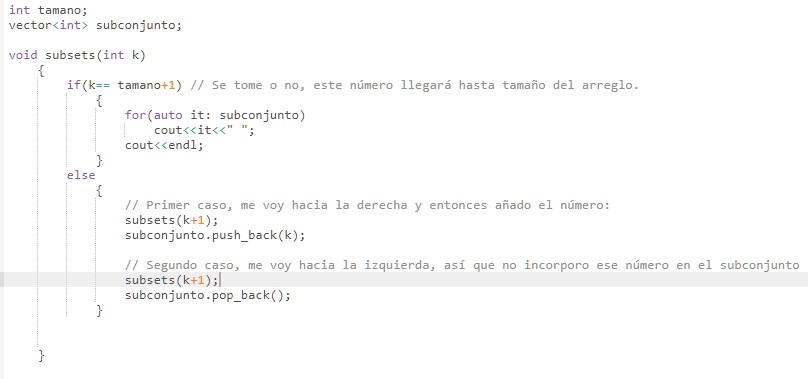 int tamano;
vector<int> subconjunto;
void subsets(int k)
{
if(k== tamano+1) // Se tome o no, este número llegará hasta tamaño del arreglo.
{
for(auto it: subconjunto)
cout<<it<<" ";
cout<<endl;
}
else
{
// Primer caso, me voy hacia la derecha y entonces añado el número:
subsets(k+1);
subconjunto.push_back(k);
// Segundo caso, me voy hacia la izquierda, así que no incorporo ese número en el subconjunto
subsets(k+1);
subconjunto.pop_back();
}
}